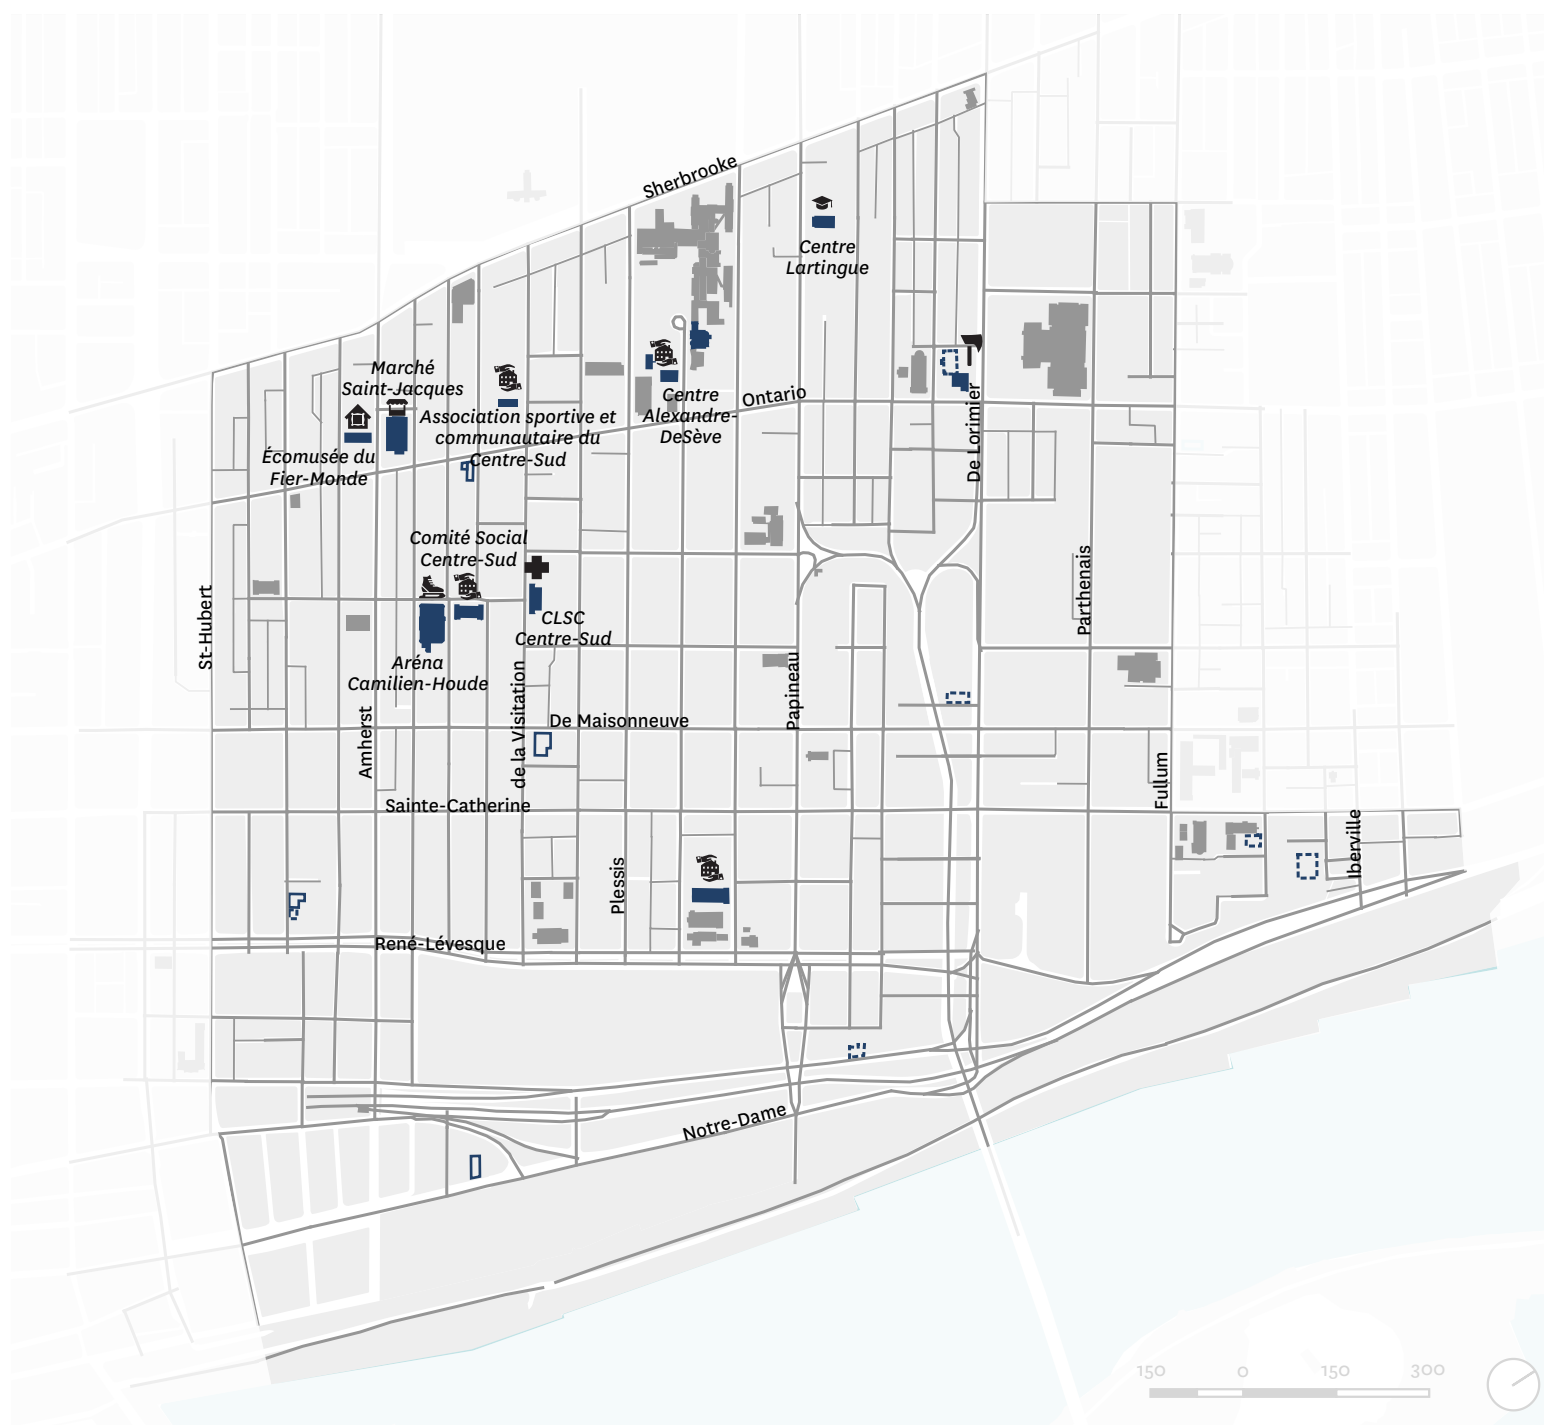 Sherbrooke
Centre
Lartingue
Marché
Saint-Jacques
Centre
Alexandre-
DeSève
Ontario
De Lorimier
Association sportive et
communautaire du
Centre-Sud
Écomusée du
Fier-Monde
Comité Social
Centre-Sud
St-Hubert
CLSC
Centre-Sud
Parthenais
Aréna
Camilien-Houde
Papineau
Amherst
de la Visitation
De Maisonneuve
Fullum
Sainte-Catherine
Iberville
Plessis
René-Lévesque
Notre-Dame
150 0 150 300